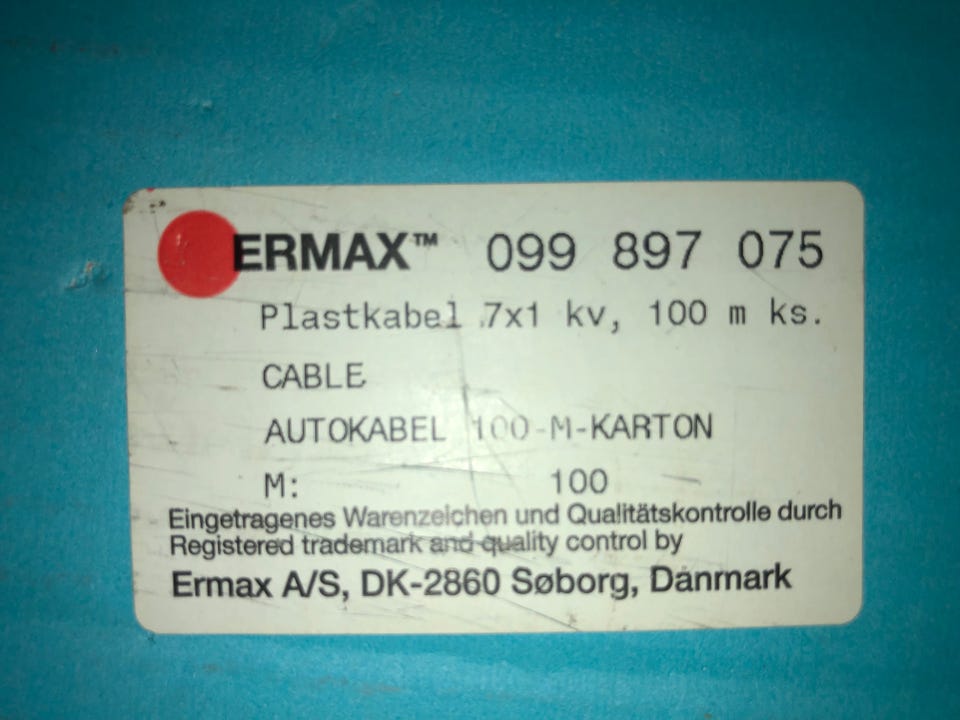 ERMAX™ 099 897 075
Plastkabel 7x1 kv, 100 m ks.
CABLE
AUTOKABEL 100-M-KARTON
M: 100
Eingetragenes Warenzeichen und Qualitätskontrolle durch
Registered trademark and quality control by
Ermax A/S, DK-2860 Søborg, Danmark